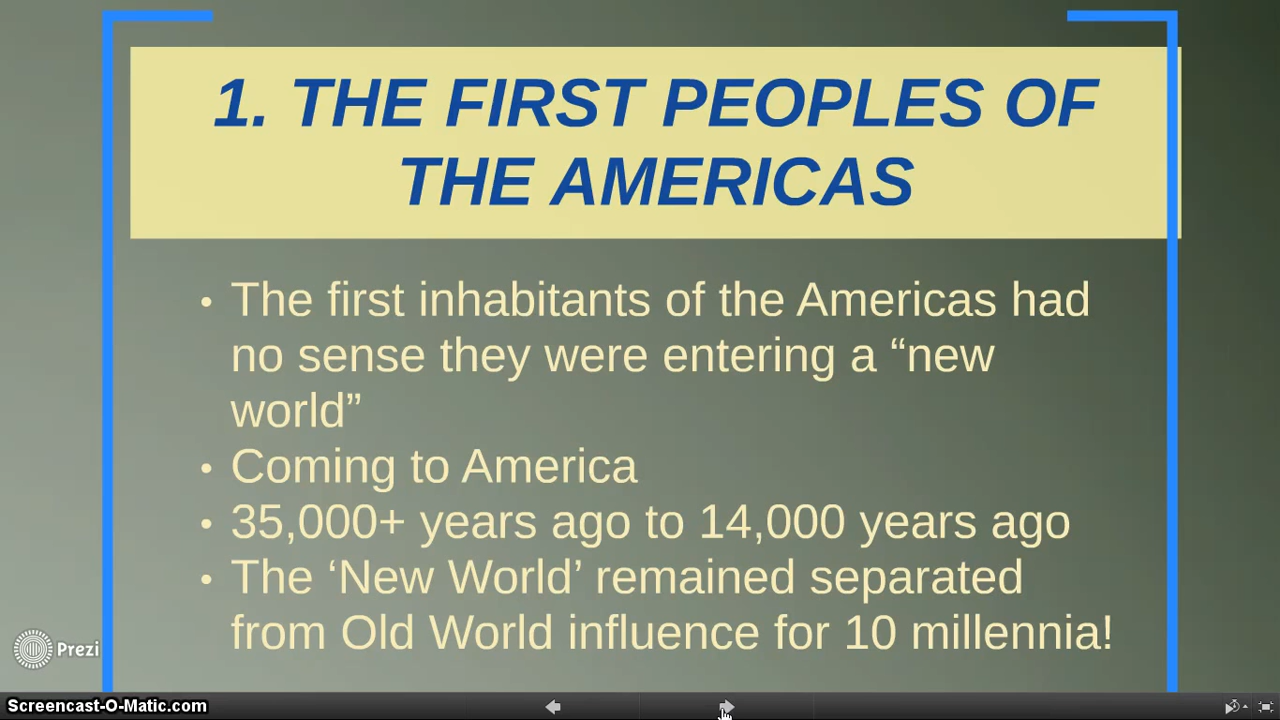 1. THE FIRST PEOPLES OF
THE AMERICAS
• The first inhabitants of the Americas had
no sense they were entering a “new
world”
• Coming to America
• 35,000+ years ago to 14,000 years ago
• The ‘New World’ remained separated
from Old World influence for 10 millennia!
Prezi
Screencast-O-Matic.com